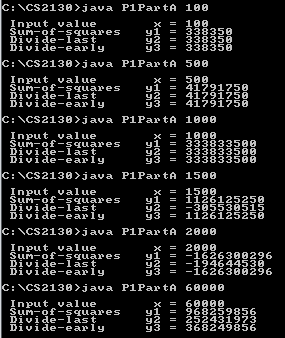 C:\CS2130>java P1PartA 100
Input value x = 100
Sum-of-squares y1 = 338350
Divide-last y2 = 338350
Divide-early y3 = 338350
C:\CS2130>java P1PartA 500
Input value x = 500
Sum-of-squares y1 = 41791750
Divide-last y2 = 41791750
Divide-early y3 = 41791750
C:\CS2130>java P1PartA 1000
Input value x = 1000
Sum-of-squares y1 = 333833500
Divide-last y2 = 333833500
Divide-early y3 = 333833500
C:\CS2130>java P1PartA 1500
Input value x = 1500
Sum-of-squares y1 = 1126125250
Divide-last y2 = -305530515
Divide-early y3 = 1126125250
C:\CS2130>java P1PartA 2000
Input value x = 2000
Sum-of-squares y1 = -1626300296
Divide-last y2 = -194644530
Divide-early y3 = -1626300296
C:\CS2130>java P1PartA 60000
Input value x = 60000
Sum-of-squares y1 = 968259856
Divide-last y2 = 252431973
Divide-early y3 = 368249856